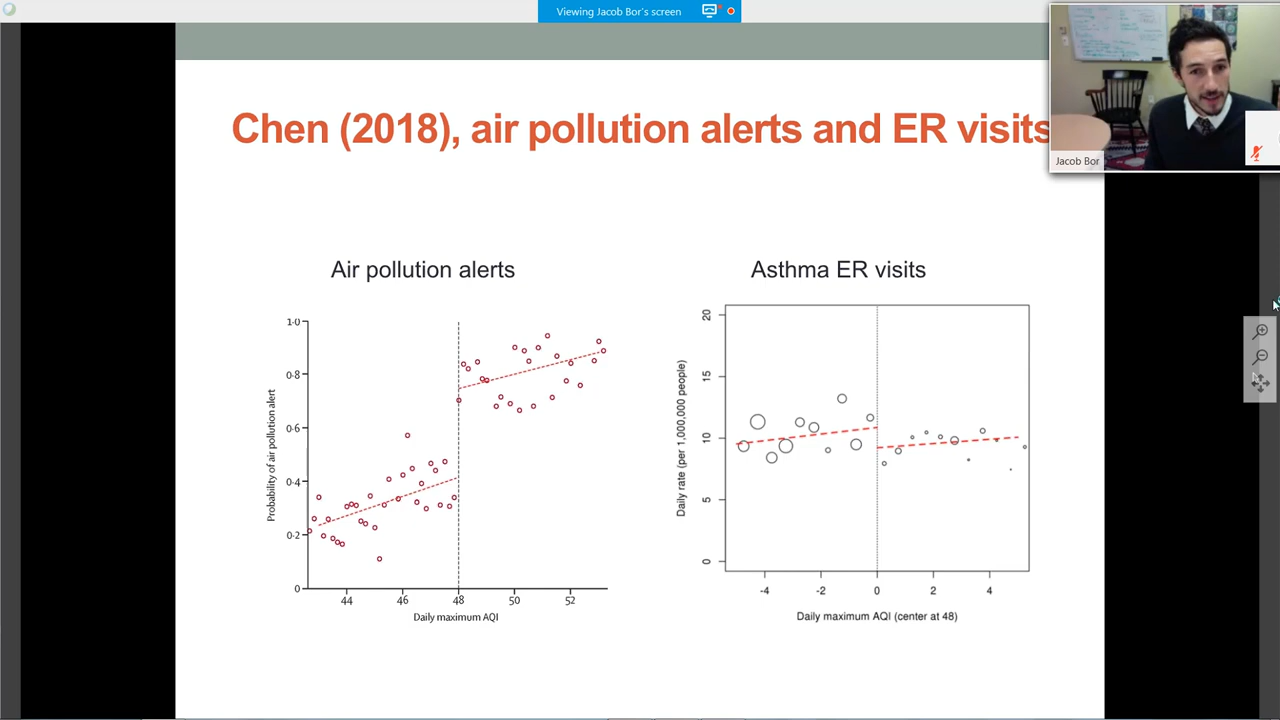 Viewing Jacob Bor's screen
Jacob Bor
Chen (2018), air pollution alerts and ER visits
Air pollution alerts
Asthma ER visits
Probability of air pollution alert
1·0
0·8
0·6
0·4
0·2
0
44 46 48 50 52
Daily maximum AQI
Daily rate (per 1,000,000 people)
20
15
10
5
0
-4 -2 0 2 4
Daily maximum AQI (center at 48)